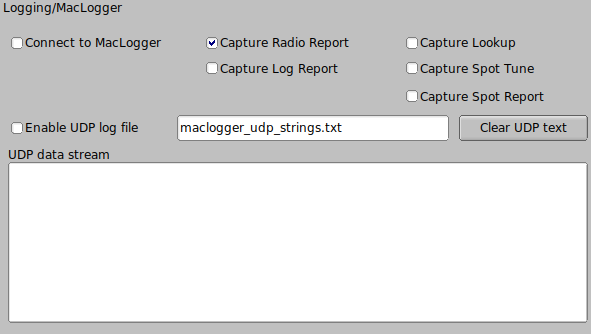 Logging/MacLogger
Connect to MacLogger
Capture Radio Report
Capture Lookup
Capture Log Report
Capture Spot Tune
Capture Spot Report
Enable UDP log file
maclogger_udp_strings.txt
Clear UDP text
UDP data stream